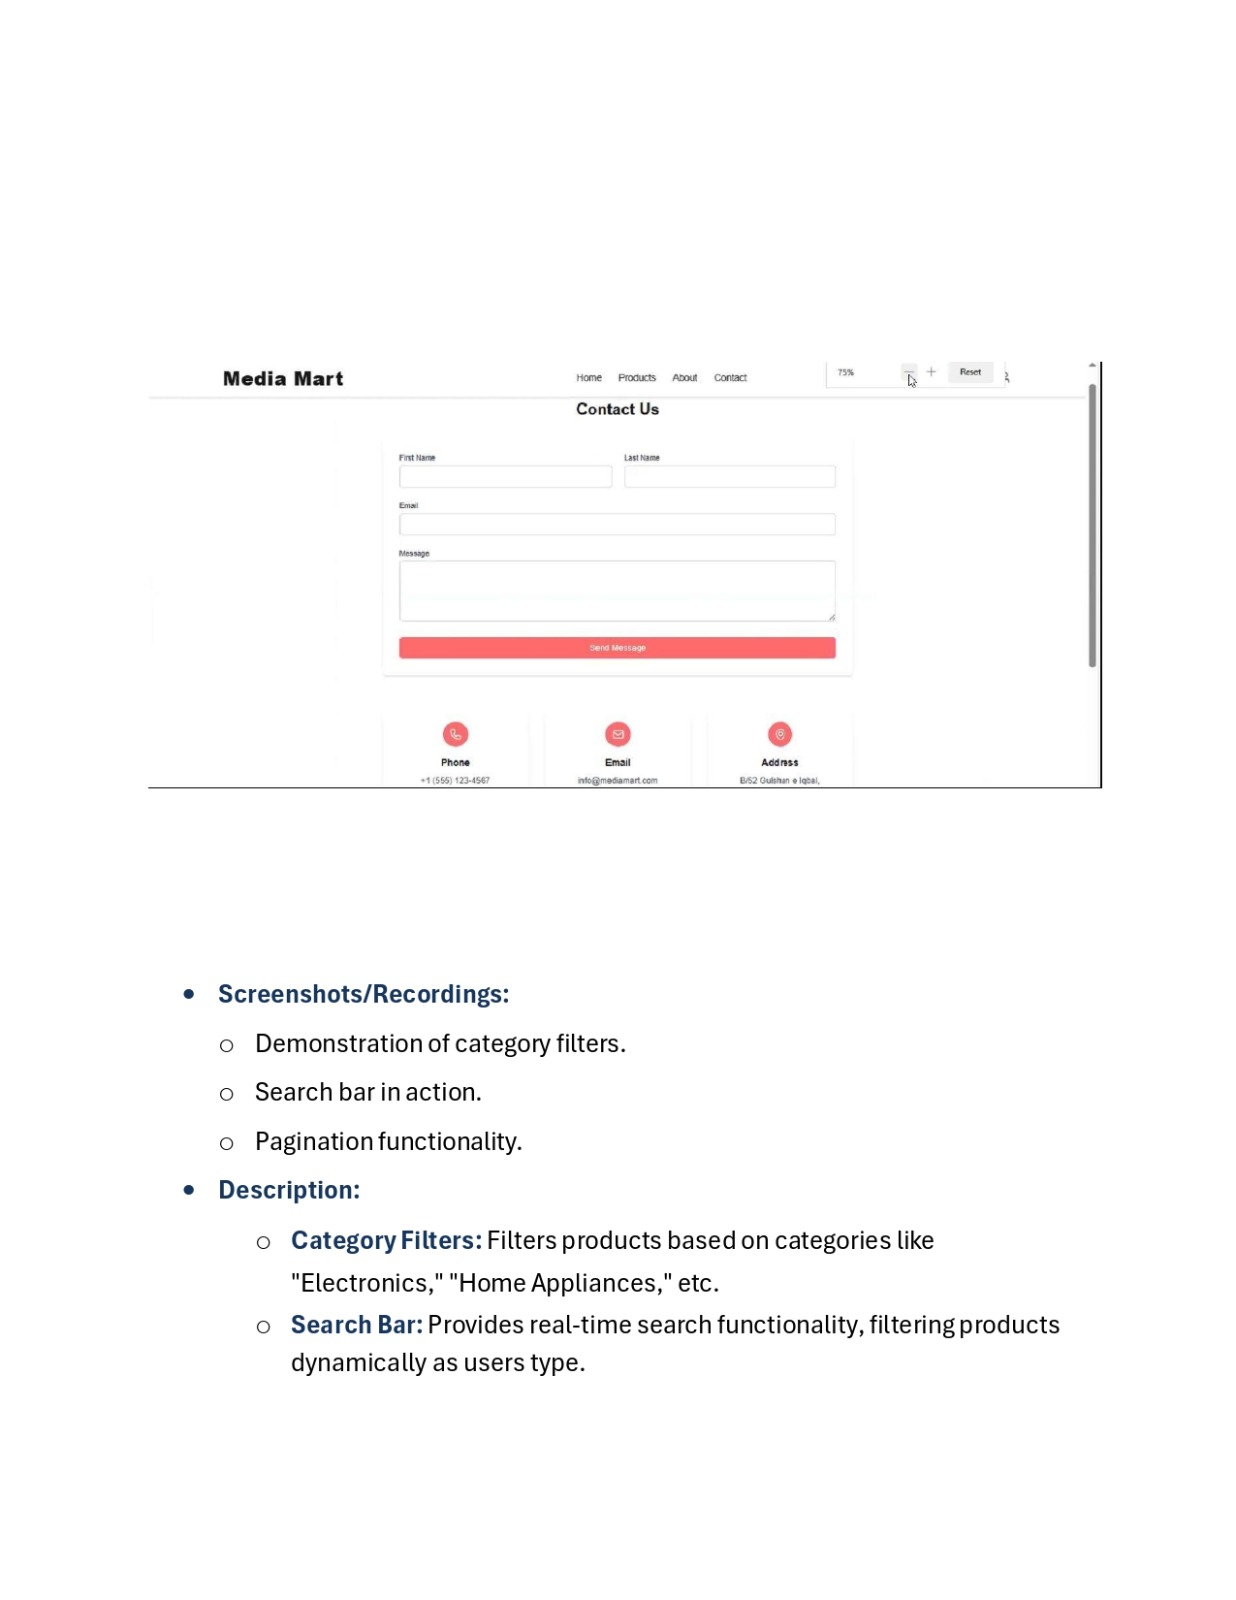 Media Mart
Home Products About Contact
75%
Reset
Contact Us
First Name Last Name
Email
Message
Send Message
Phone Email Address
+1 (555) 123-4567 info@mediamart.com B/52 Gulshan e Iqbal,
Screenshots/Recordings:
Demonstration of category filters.
Search bar in action.
Pagination functionality.
Description:
Category Filters: Filters products based on categories like
"Electronics," "Home Appliances," etc.
Search Bar: Provides real-time search functionality, filtering products
dynamically as users type.